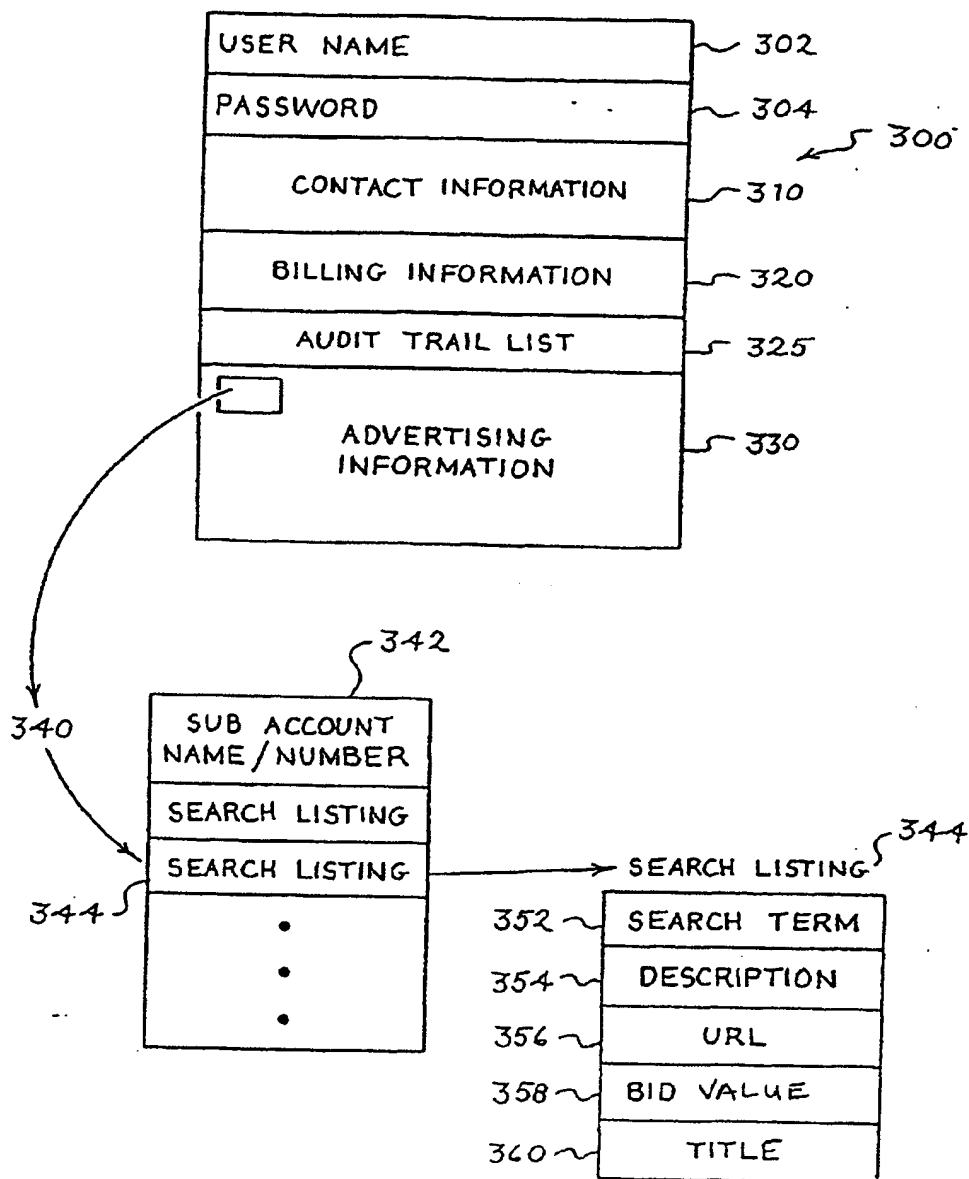 USER NAME 302
PASSWORD 304
300
CONTACT INFORMATION 310
BILLING INFORMATION 320
AUDIT TRAIL LIST 325
ADVERTISING
INFORMATION 330
342
340
SUB ACCOUNT
NAME/NUMBER
SEARCH LISTING
344 SEARCH LISTING
SEARCH LISTING 344
352 SEARCH TERM
354 DESCRIPTION
356 URL
358 BID VALUE
360 TITLE